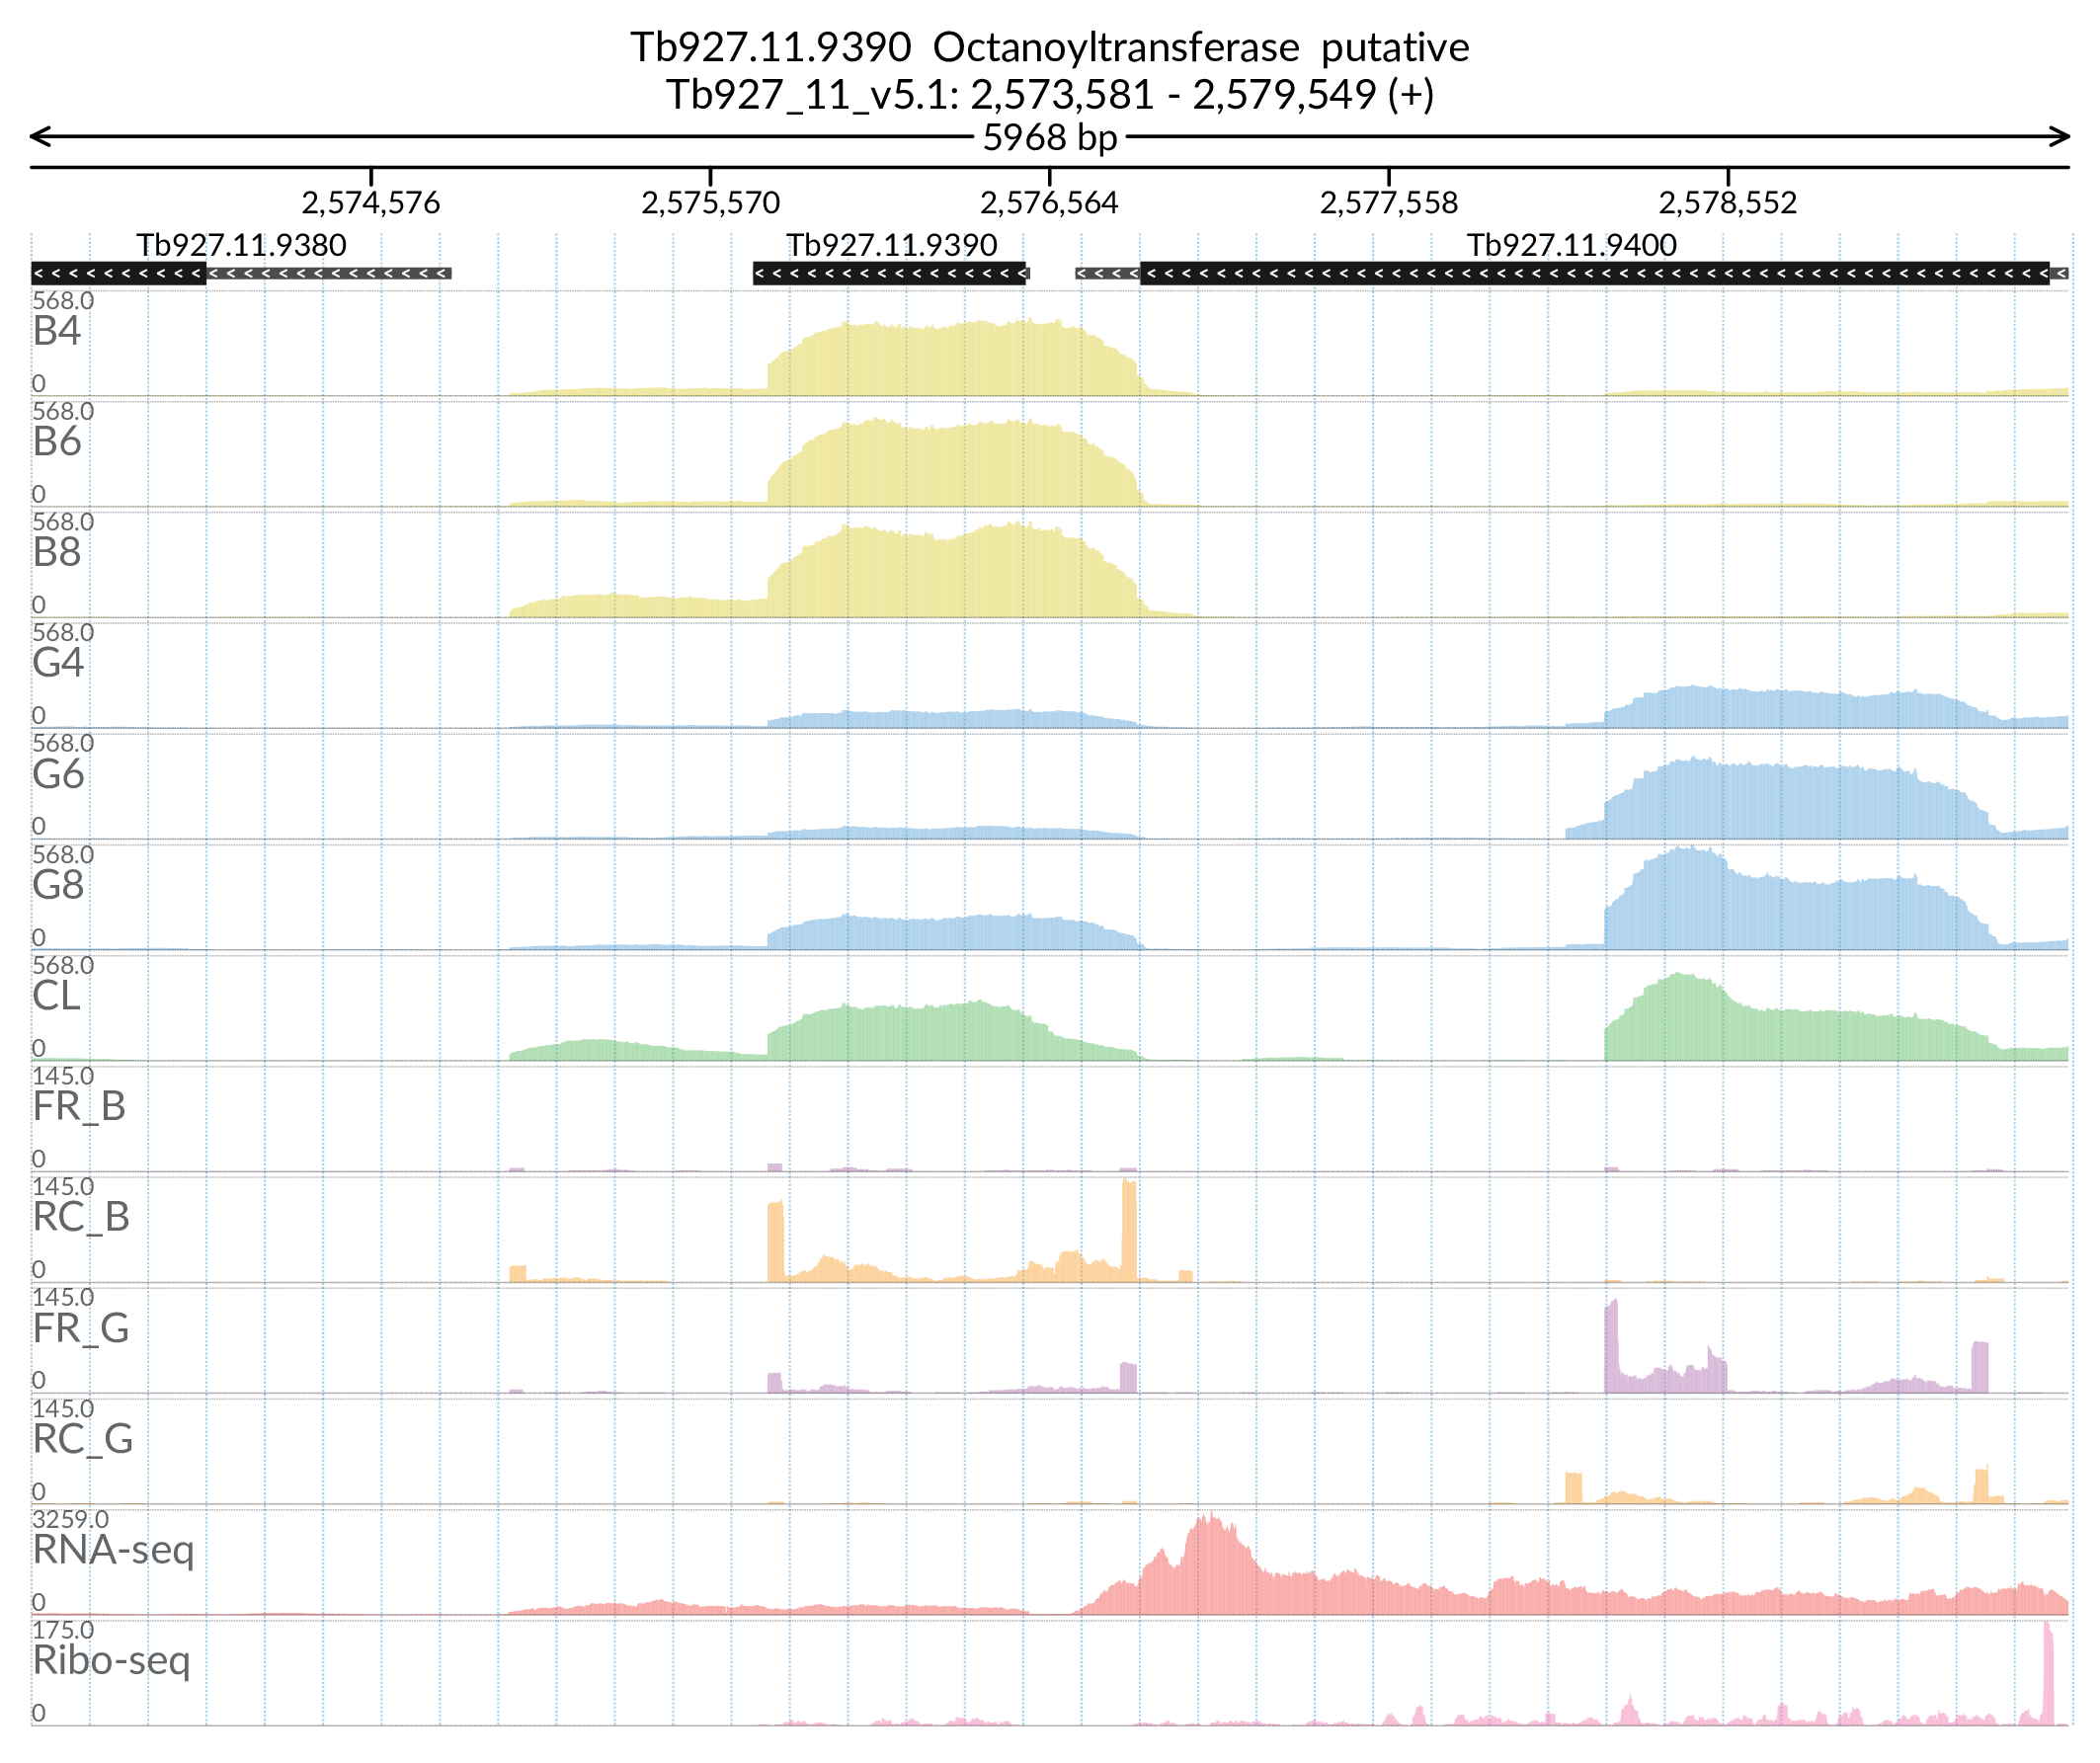 Tb927.11.9390 Octanoyltransferase putative
Tb927_11_v5.1: 2,573,581 - 2,579,549 (+)
5968 bp
2,574,576 2,575,570 2,576,564 2,577,558 2,578,552
Tb927.11.9380 Tb927.11.9390 Tb927.11.9400
568.0
B4
0
568.0
B6
0
568.0
B8
0
568.0
G4
0
568.0
G6
0
568.0
G8
0
568.0
CL
0
145.0
FR_B
0
145.0
RC_B
0
145.0
FR_G
0
145.0
RC_G
0
3259.0
RNA-seq
0
175.0
Ribo-seq
0